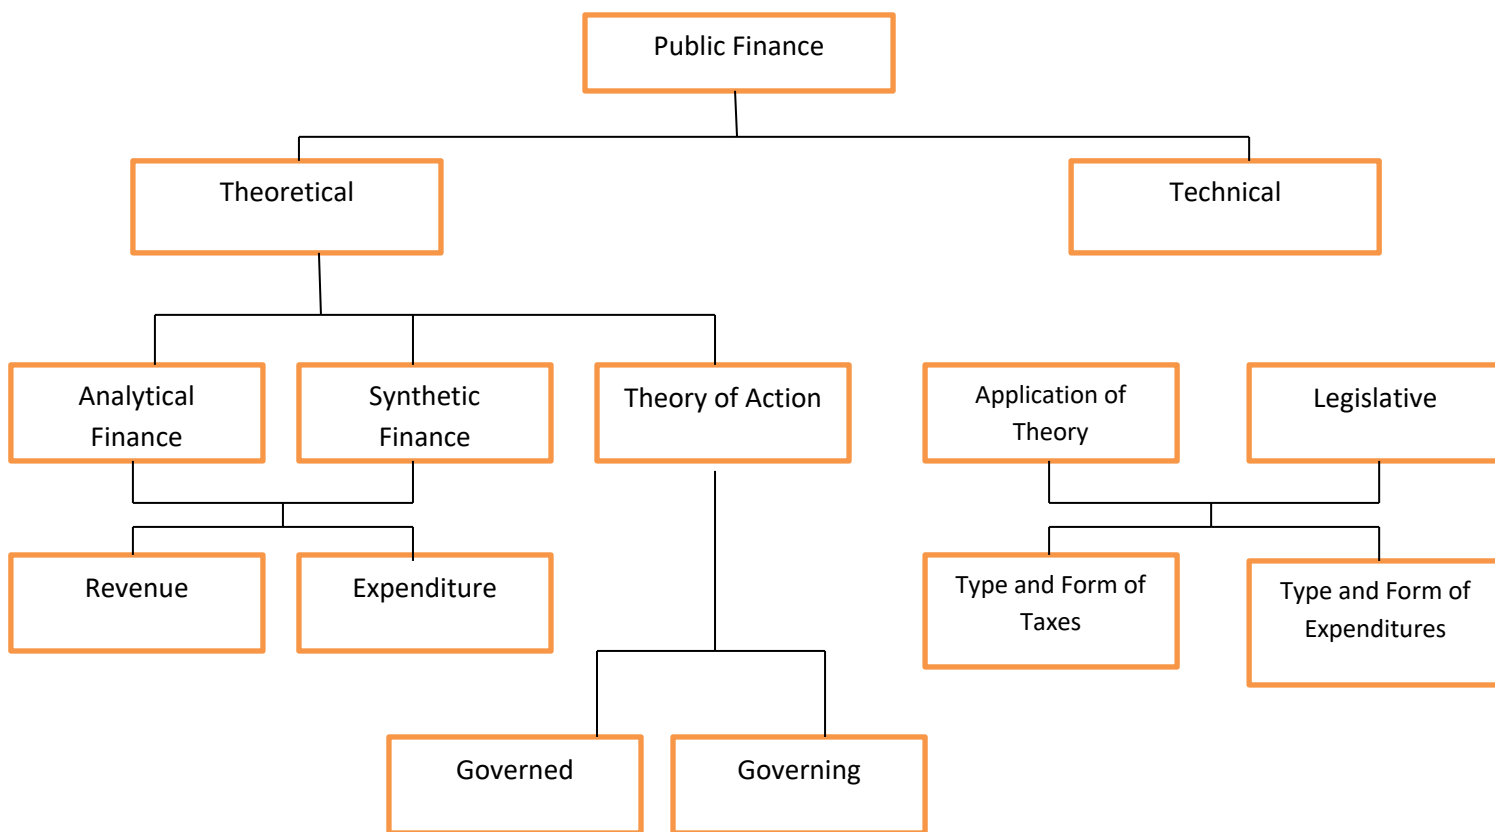 Public Finance
Theoretical
Technical
Analytical
Finance
Synthetic
Finance
Theory of Action
Application of
Theory
Legislative
Revenue
Expenditure
Type and Form of
Taxes
Type and Form of
Expenditures
Governed
Governing